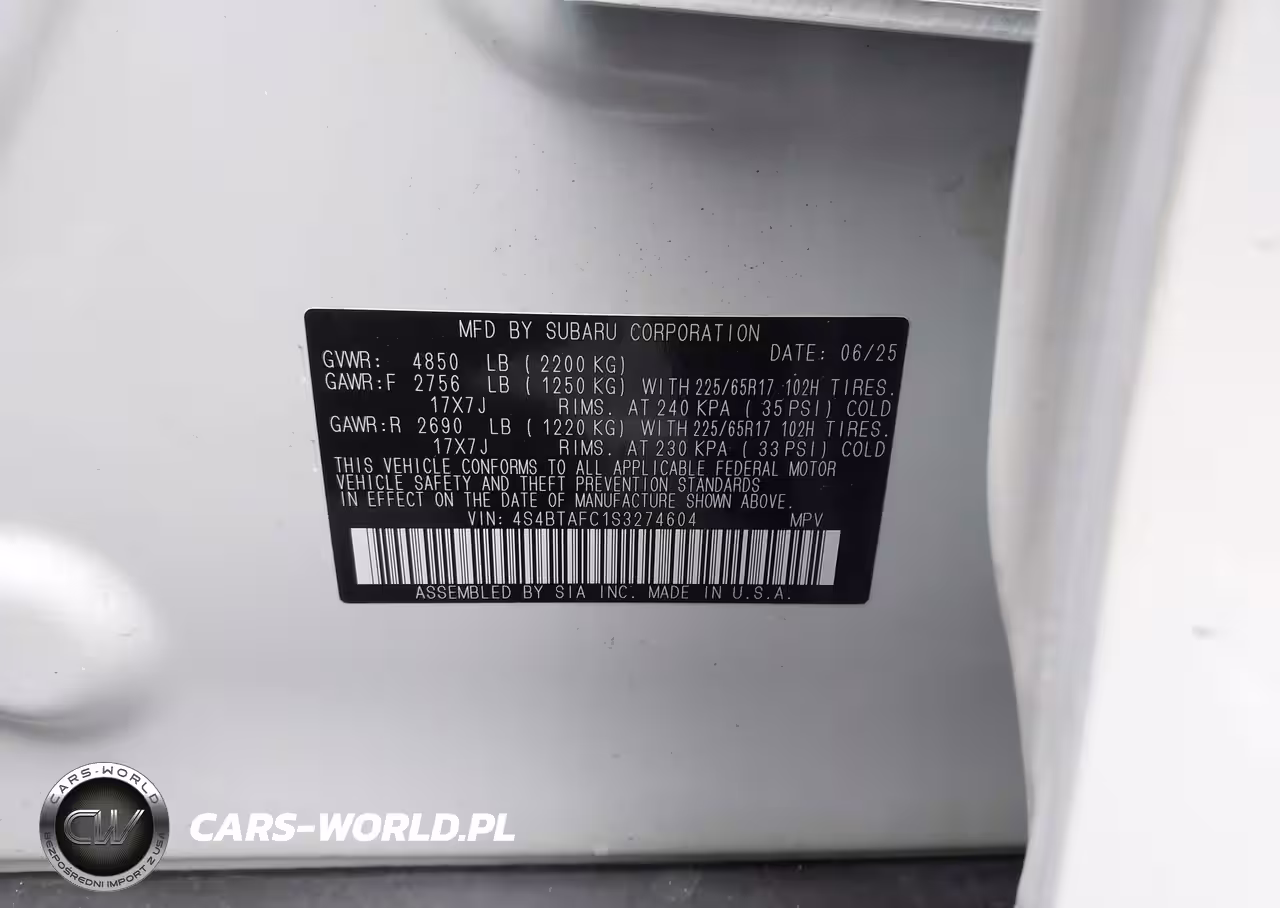 MFD BY SUBARU CORPORATION
GVWR: 4850 LB ( 2200 KG) DATE: 06/25
GAWR:F 2756 LB ( 1250 KG) WITH 225/65R17 102H TIRES.
17X7J RIMS. AT 240 KPA ( 35 PSI) COLD
GAWR:R 2690 LB ( 1220 KG) WITH 225/65R17 102H TIRES.
17X7J RIMS. AT 230 KPA ( 33 PSI) COLD
THIS VEHICLE CONFORMS TO ALL APPLICABLE FEDERAL MOTOR
VEHICLE SAFETY AND THEFT PREVENTION STANDARDS
IN EFFECT ON THE DATE OF MANUFACTURE SHOWN ABOVE.
VIN: 4S4BTAFC1S3274604 MPV
ASSEMBLED BY SIA INC. MADE IN U.S.A.
CARS-WORLD
CW
BEZPOŚREDNI IMPORT Z USA
CARS-WORLD.PL